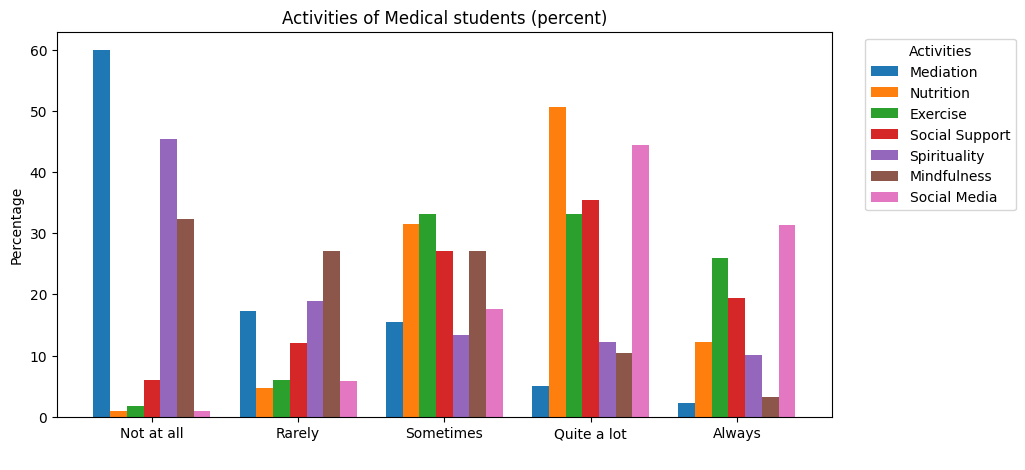 Activities of Medical students (percent)
Percentage
60
50
40
30
20
10
0
Not at all
Rarely
Sometimes
Quite a lot
Always
Activities
Mediation
Nutrition
Exercise
Social Support
Spirituality
Mindfulness
Social Media